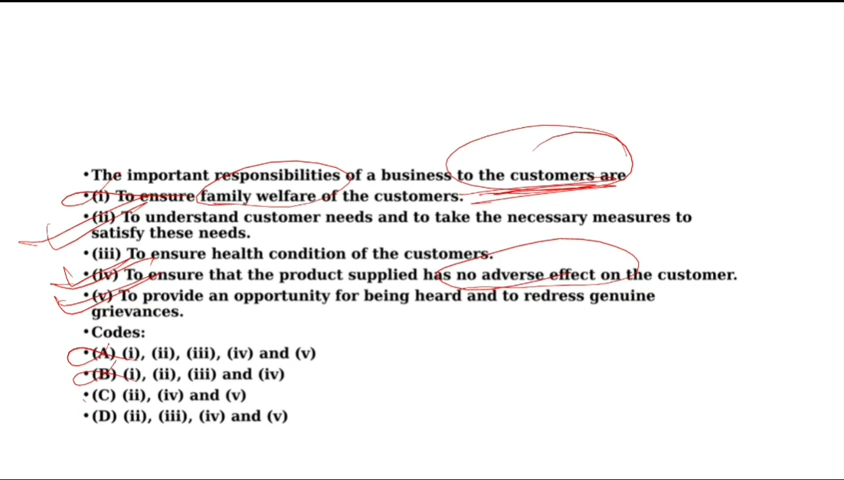 •The important responsibilities of a business to the customers are
•(i) To ensure family welfare of the customers.
•(ii) To understand customer needs and to take the necessary measures to
satisfy these needs.
•(iii) To ensure health condition of the customers.
•(iv) To ensure that the product supplied has no adverse effect on the customer.
•(v) To provide an opportunity for being heard and to redress genuine
grievances.
•Codes:
•(A) (i), (ii), (iii), (iv) and (v)
•(B) (i), (ii), (iii) and (iv)
•(C) (ii), (iv) and (v)
•(D) (ii), (iii), (iv) and (v)